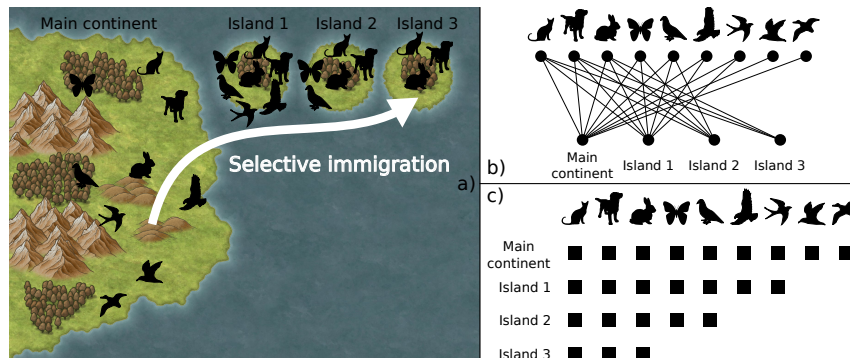 Main continent
Island 1
Island 2
Island 3
Selective immigration
a)
b)
Main
continent
Island 1
Island 2
Island 3
c)
Main
continent
Island 1
Island 2
Island 3